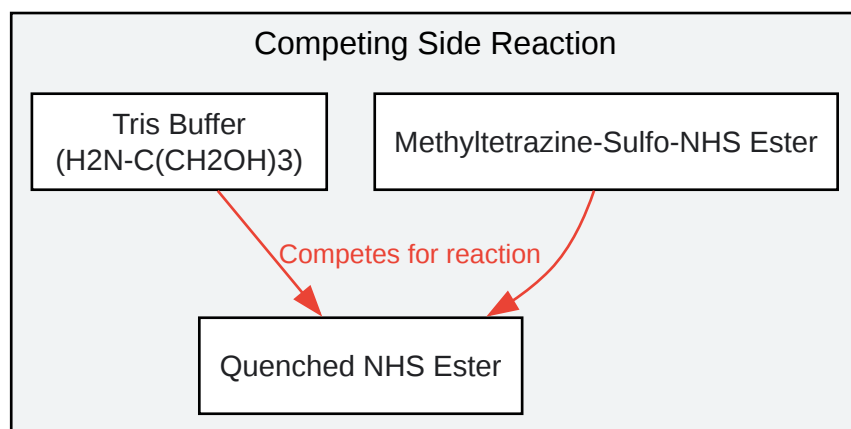 Competing Side Reaction
Tris Buffer
(H2N-C(CH2OH)3)
Methyltetrazine-Sulfo-NHS Ester
Competes for reaction
Quenched NHS Ester